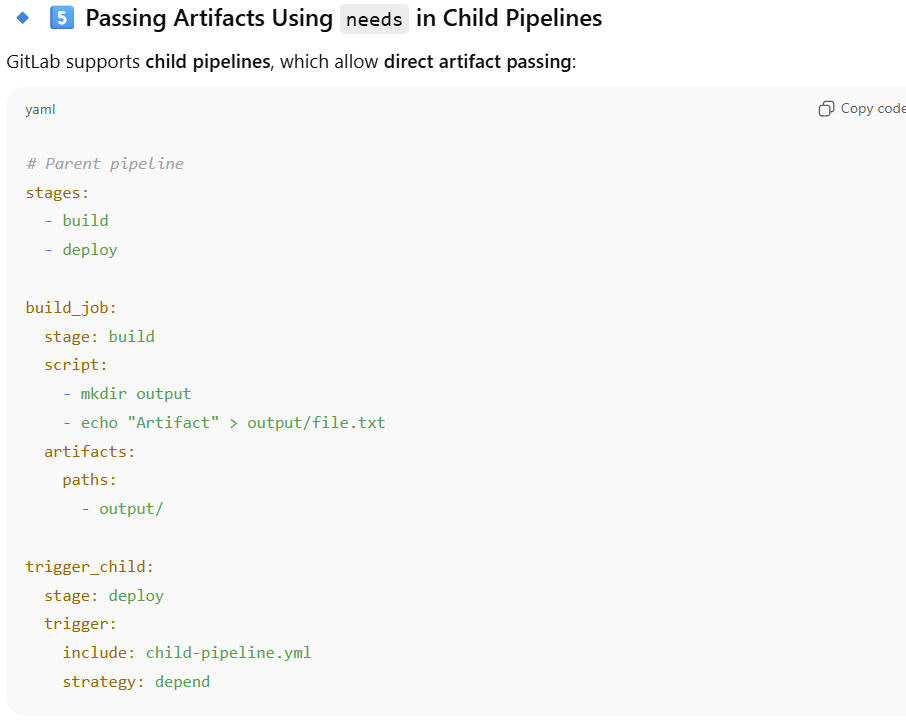 5 Passing Artifacts Using needs in Child Pipelines
GitLab supports child pipelines, which allow direct artifact passing:
yaml
Copy code
# Parent pipeline
stages:
  - build
  - deploy
build_job:
  stage: build
  script:
    - mkdir output
    - echo "Artifact" > output/file.txt
  artifacts:
    paths:
      - output/
trigger_child:
  stage: deploy
  trigger:
    include: child-pipeline.yml
    strategy: depend